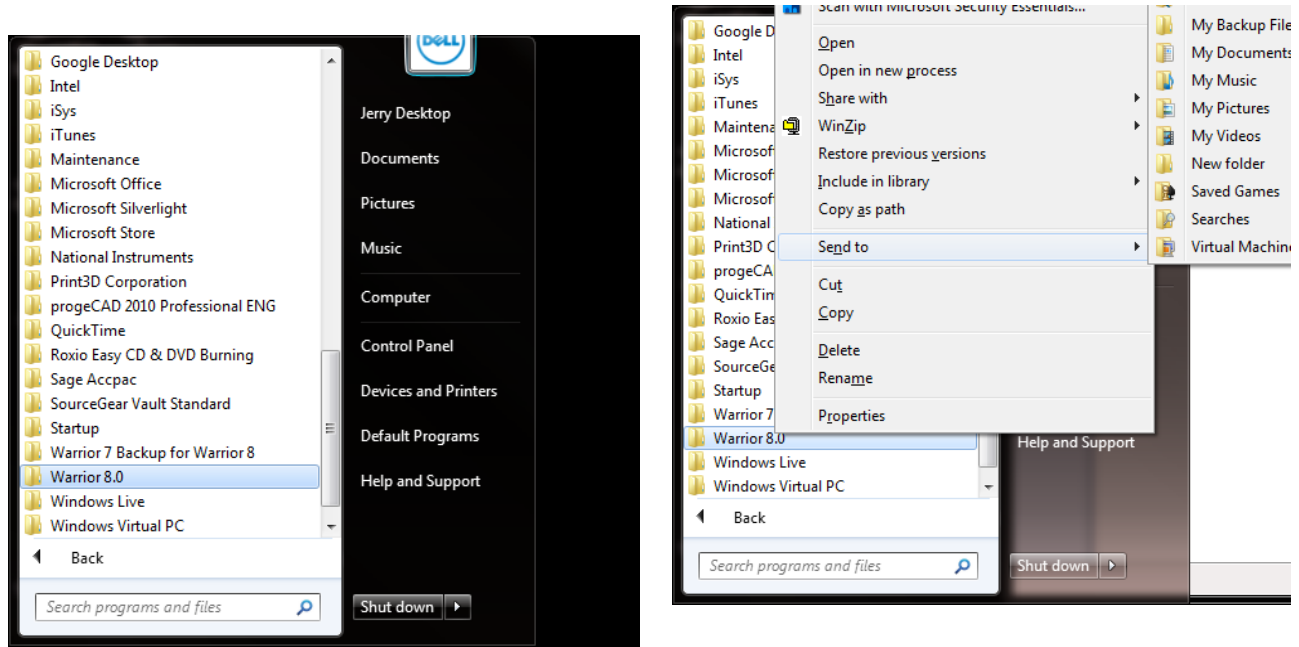 DELL
Google Desktop
Intel
iSys
iTunes
Maintenance
Microsoft Office
Microsoft Silverlight
Microsoft Store
National Instruments
Print3D Corporation
progeCAD 2010 Professional ENG
QuickTime
Roxio Easy CD & DVD Burning
Sage Accpac
SourceGear Vault Standard
Startup
Warrior 7 Backup for Warrior 8
Warrior 8.0
Windows Live
Windows Virtual PC
Back
Search programs and files
Jerry Desktop
Documents
Pictures
Music
Computer
Control Panel
Devices and Printers
Default Programs
Help and Support
Shut down
Google D
Intel
iSys
iTunes
Maintena
Microsof
Microsof
Microsof
National
Print3D C
progeCA
QuickTim
Roxio Eas
Sage Acc
SourceGe
Startup
Warrior 7
Warrior 8.0
Windows Live
Windows Virtual PC
Back
Search programs and files
Scan with Microsoft Security Essentials...
Open
Open in new process
Share with
WinZip
Restore previous versions
Include in library
Copy as path
Send to
Cut
Copy
Delete
Rename
Properties
My Backup File
My Documents
My Music
My Pictures
My Videos
New folder
Saved Games
Searches
Virtual Machine
Help and Support
Shut down